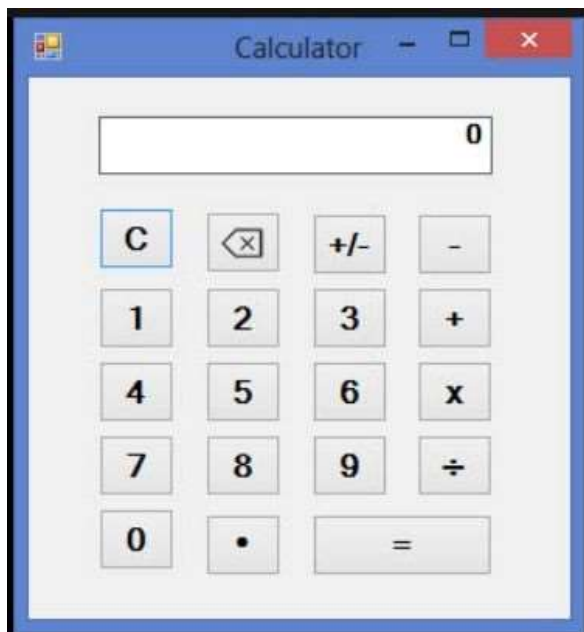 Calculator
0
C ⌫ +/- -
1 2 3 +
4 5 6 x
7 8 9 ÷
0 • =